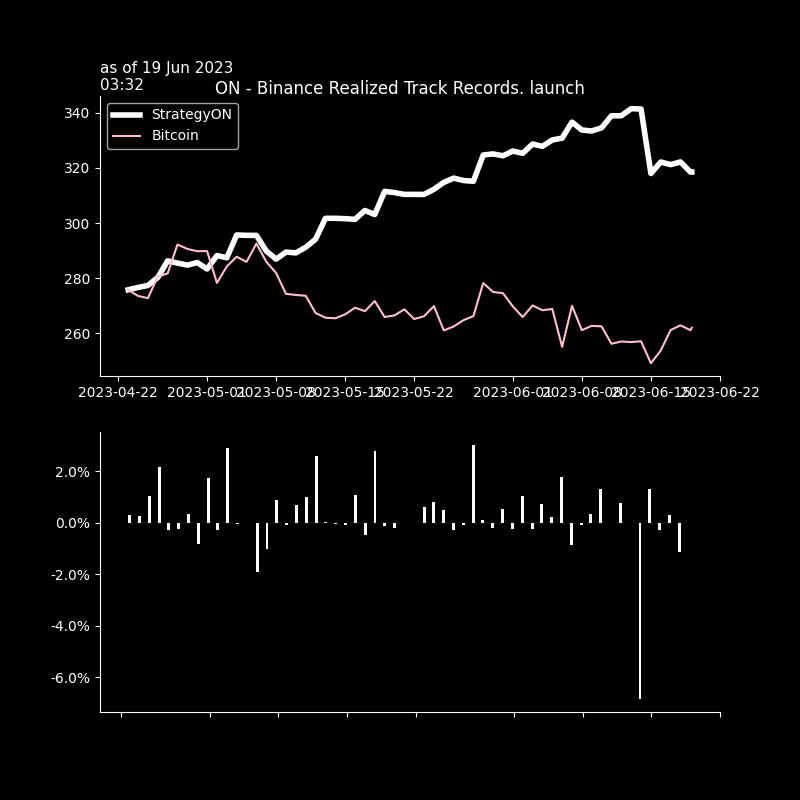 as of 19 Jun 2023
03:32
ON - Binance Realized Track Records. launch
StrategyON
Bitcoin
340
320
300
280
260
2023-04-22 2023-05-01 2023-05-08 2023-05-15 2023-05-22 2023-06-01 2023-06-08 2023-06-15 2023-06-22
2.0%
0.0%
-2.0%
-4.0%
-6.0%